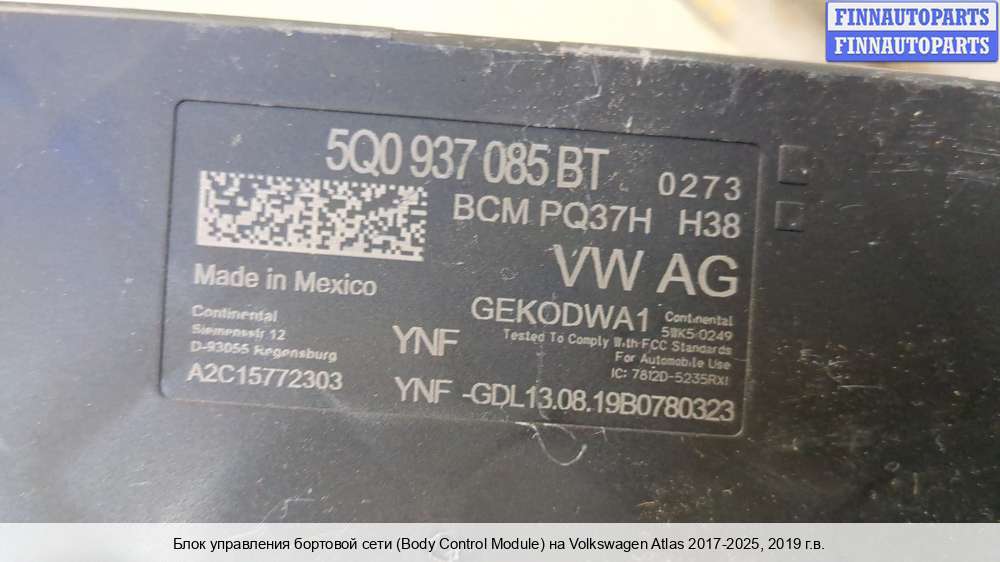 FINNAUTOPARTS
FINNAUTOPARTS
5Q0 937 085 BT
0273
BCM PQ37H H38
VW AG
Made in Mexico
GEKODWA1
Continental
Siemensstr 12
D-93055 Regensburg
A2C15772303
YNF
Continental
5WK5 0249
Tested To Comply With FCC Standards
For Automobile Use
IC: 7812D-5235RXI
YNF -GDL13.08.19B0780323
Блок управления бортовой сети (Body Control Module) на Volkswagen Atlas 2017-2025, 2019 г.в.